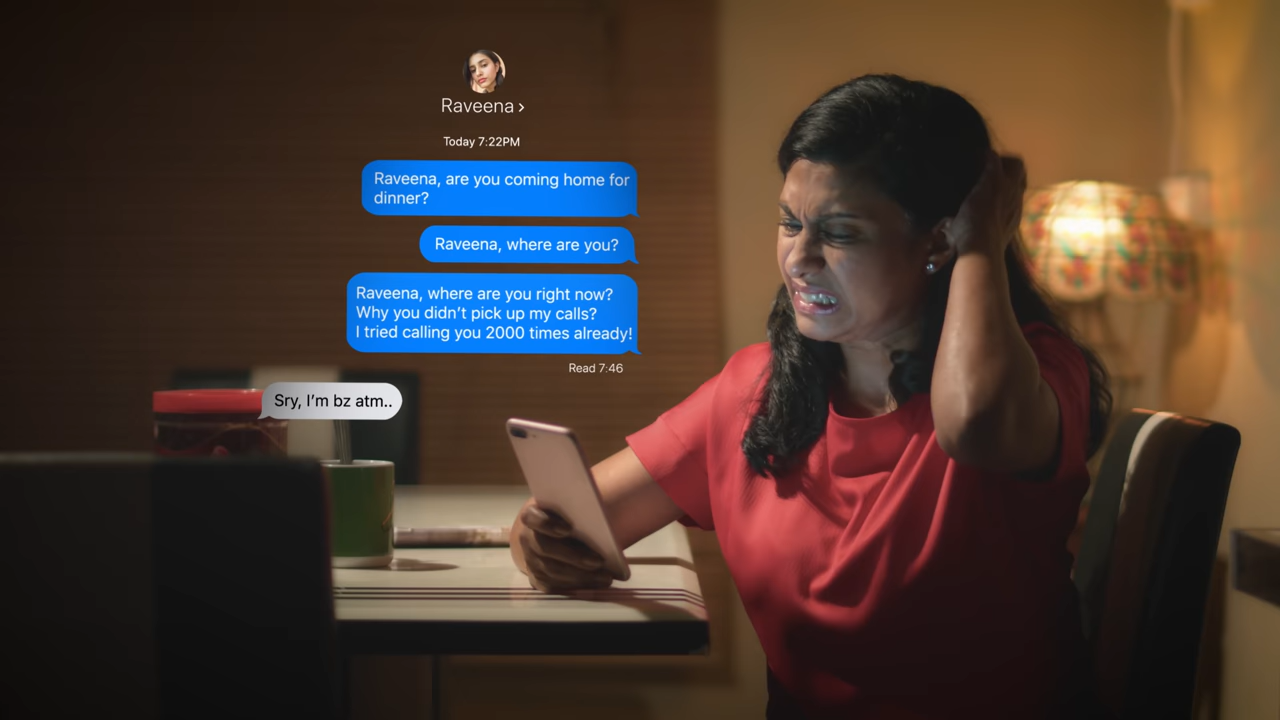 Raveena >
Today 7:22PM
Raveena, are you coming home for
dinner?
Raveena, where are you?
Raveena, where are you right now?
Why you didn’t pick up my calls?
I tried calling you 2000 times already!
Read 7:46
Sry, I’m bz atm..